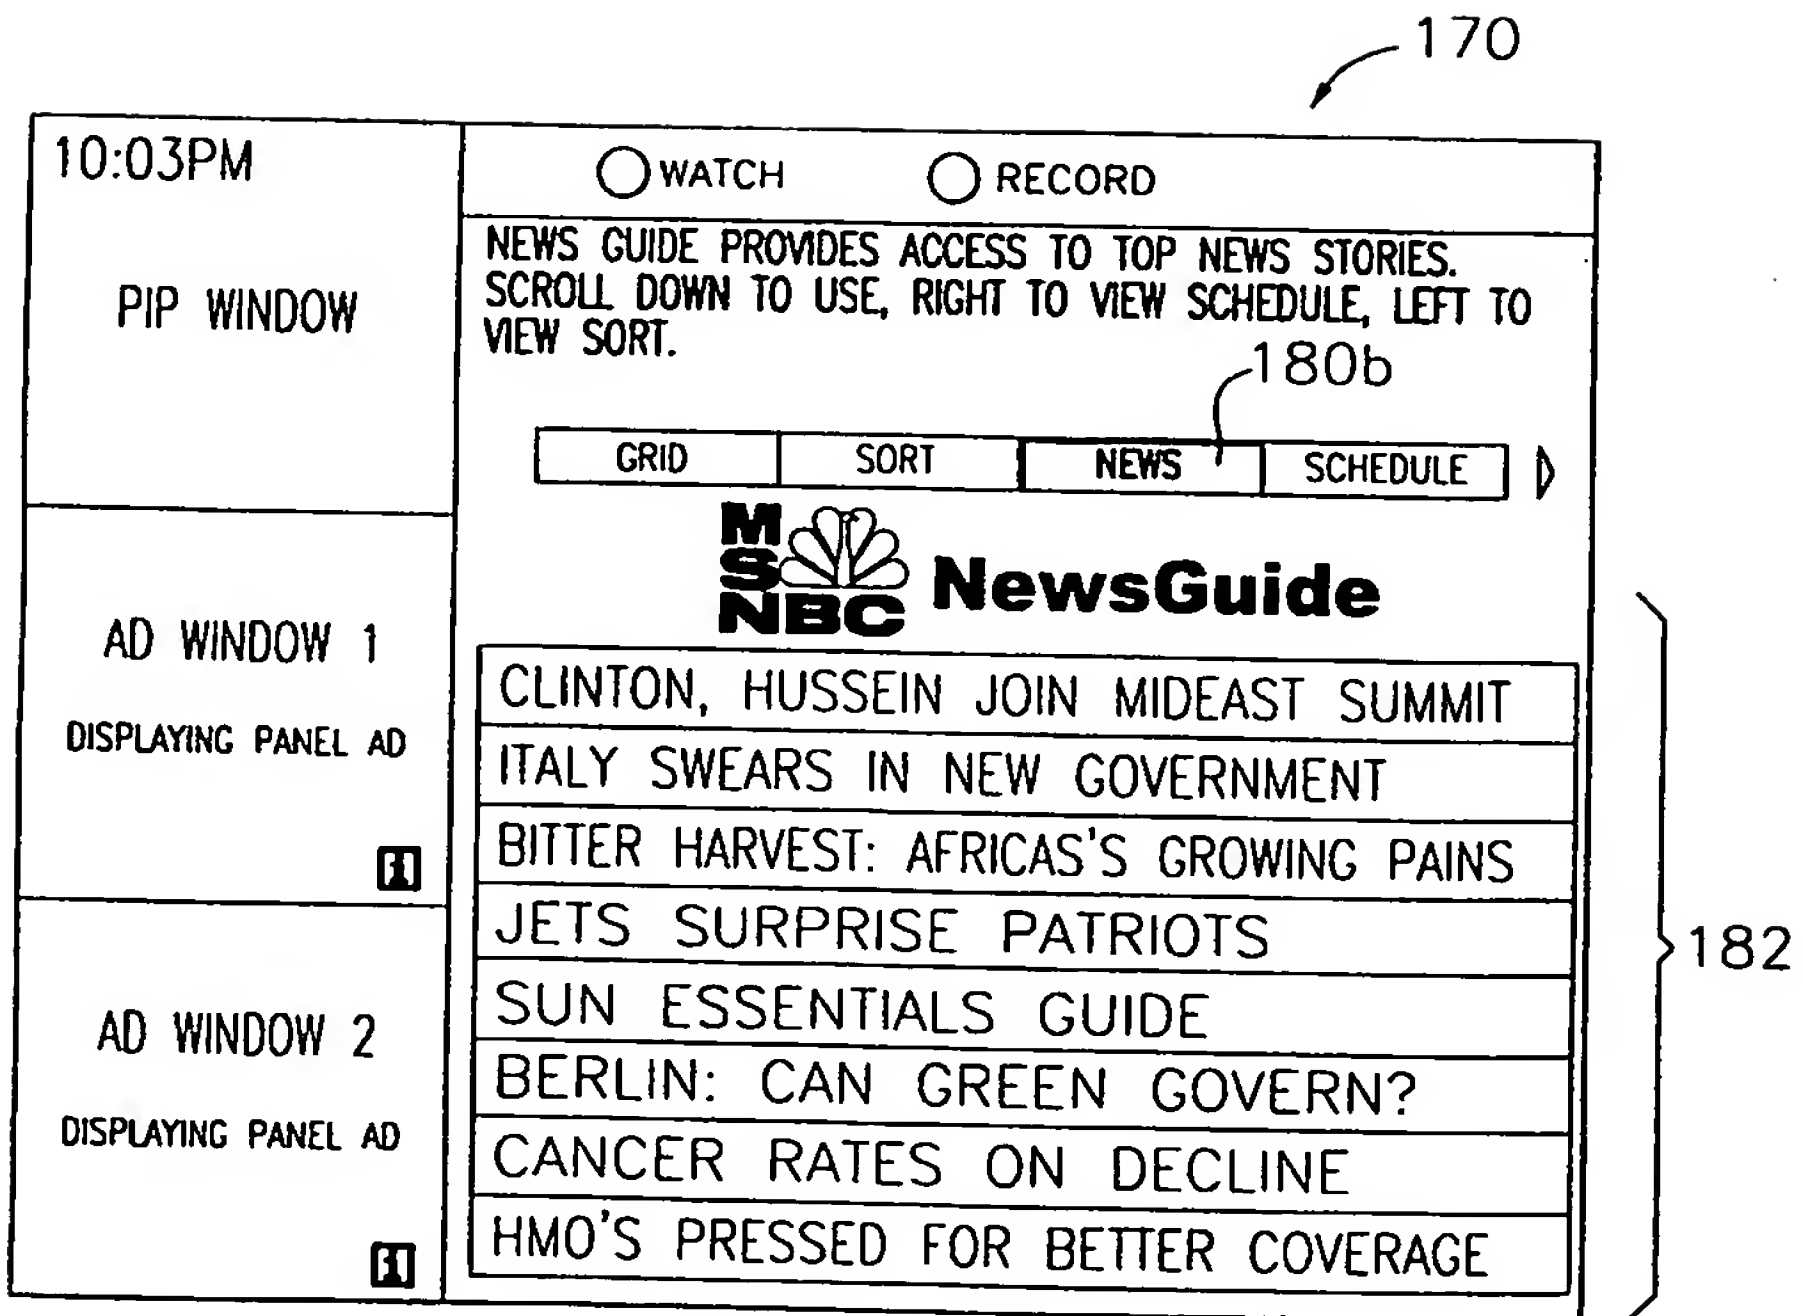 170
10:03PM
PIP WINDOW
AD WINDOW 1
DISPLAYING PANEL AD
i
AD WINDOW 2
DISPLAYING PANEL AD
i
WATCH RECORD
NEWS GUIDE PROVIDES ACCESS TO TOP NEWS STORIES.
SCROLL DOWN TO USE, RIGHT TO VIEW SCHEDULE, LEFT TO
VIEW SORT.
180b
GRID SORT NEWS SCHEDULE
M
S
NBC NewsGuide
CLINTON, HUSSEIN JOIN MIDEAST SUMMIT
ITALY SWEARS IN NEW GOVERNMENT
BITTER HARVEST: AFRICAS'S GROWING PAINS
JETS SURPRISE PATRIOTS
SUN ESSENTIALS GUIDE
BERLIN: CAN GREEN GOVERN?
CANCER RATES ON DECLINE
HMO'S PRESSED FOR BETTER COVERAGE
182